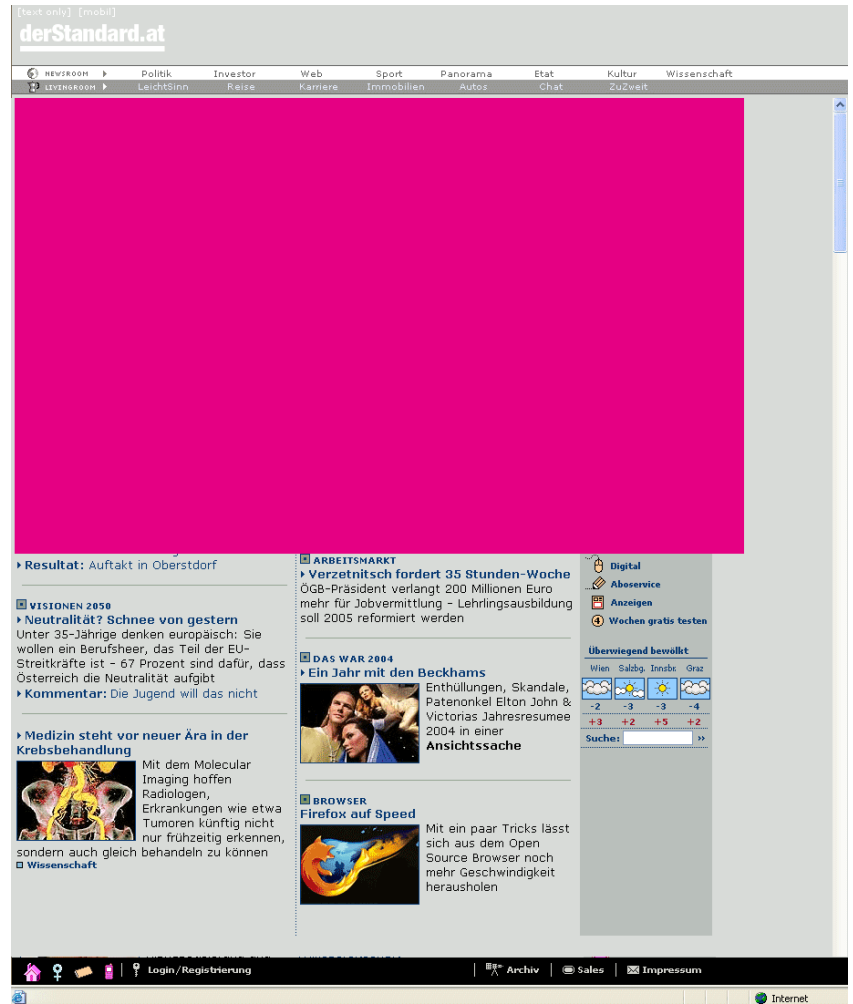 [text only] [mobil]
derStandard.at
NEWSROOM Politik Investor Web Sport Panorama Etat Kultur Wissenschaft
LIVINGROOM LeichtSinn Reise Karriere Immobilien Autos Chat ZuZweit
Resultat: Auftakt in Oberstdorf
VISIONEN 2050
Neutralität? Schnee von gestern
Unter 35-Jährige denken europäisch: Sie
wollen ein Berufsheer, das Teil der EU-
Streitkräfte ist - 67 Prozent sind dafür, dass
Österreich die Neutralität aufgibt
Kommentar: Die Jugend will das nicht
Medizin steht vor neuer Ära in der
Krebsbehandlung
Mit dem Molecular
Imaging hoffen
Radiologen,
Erkrankungen wie etwa
Tumoren künftig nicht
nur frühzeitig erkennen,
sondern auch gleich behandeln zu können
Wissenschaft
ARBEITSMARKT
Verzetnitsch fordert 35 Stunden-Woche
ÖGB-Präsident verlangt 200 Millionen Euro
mehr für Jobvermittlung - Lehrlingsausbildung
soll 2005 reformiert werden
DAS WAR 2004
Ein Jahr mit den Beckhams
Enthüllungen, Skandale,
Patenonkel Elton John &
Victorias Jahresresumee
2004 in einer
Ansichtssache
BROWSER
Firefox auf Speed
Mit ein paar Tricks lässt
sich aus dem Open
Source Browser noch
mehr Geschwindigkeit
herausholen
Digital
Aboservice
Anzeigen
4 Wochen gratis testen
Überwiegend bewölkt
Wien Salzbg. Innsbr. Graz
-2 -3 -3 -4
+3 +2 +5 +2
Suche: »
Login/Registrierung Archiv Sales Impressum
Internet